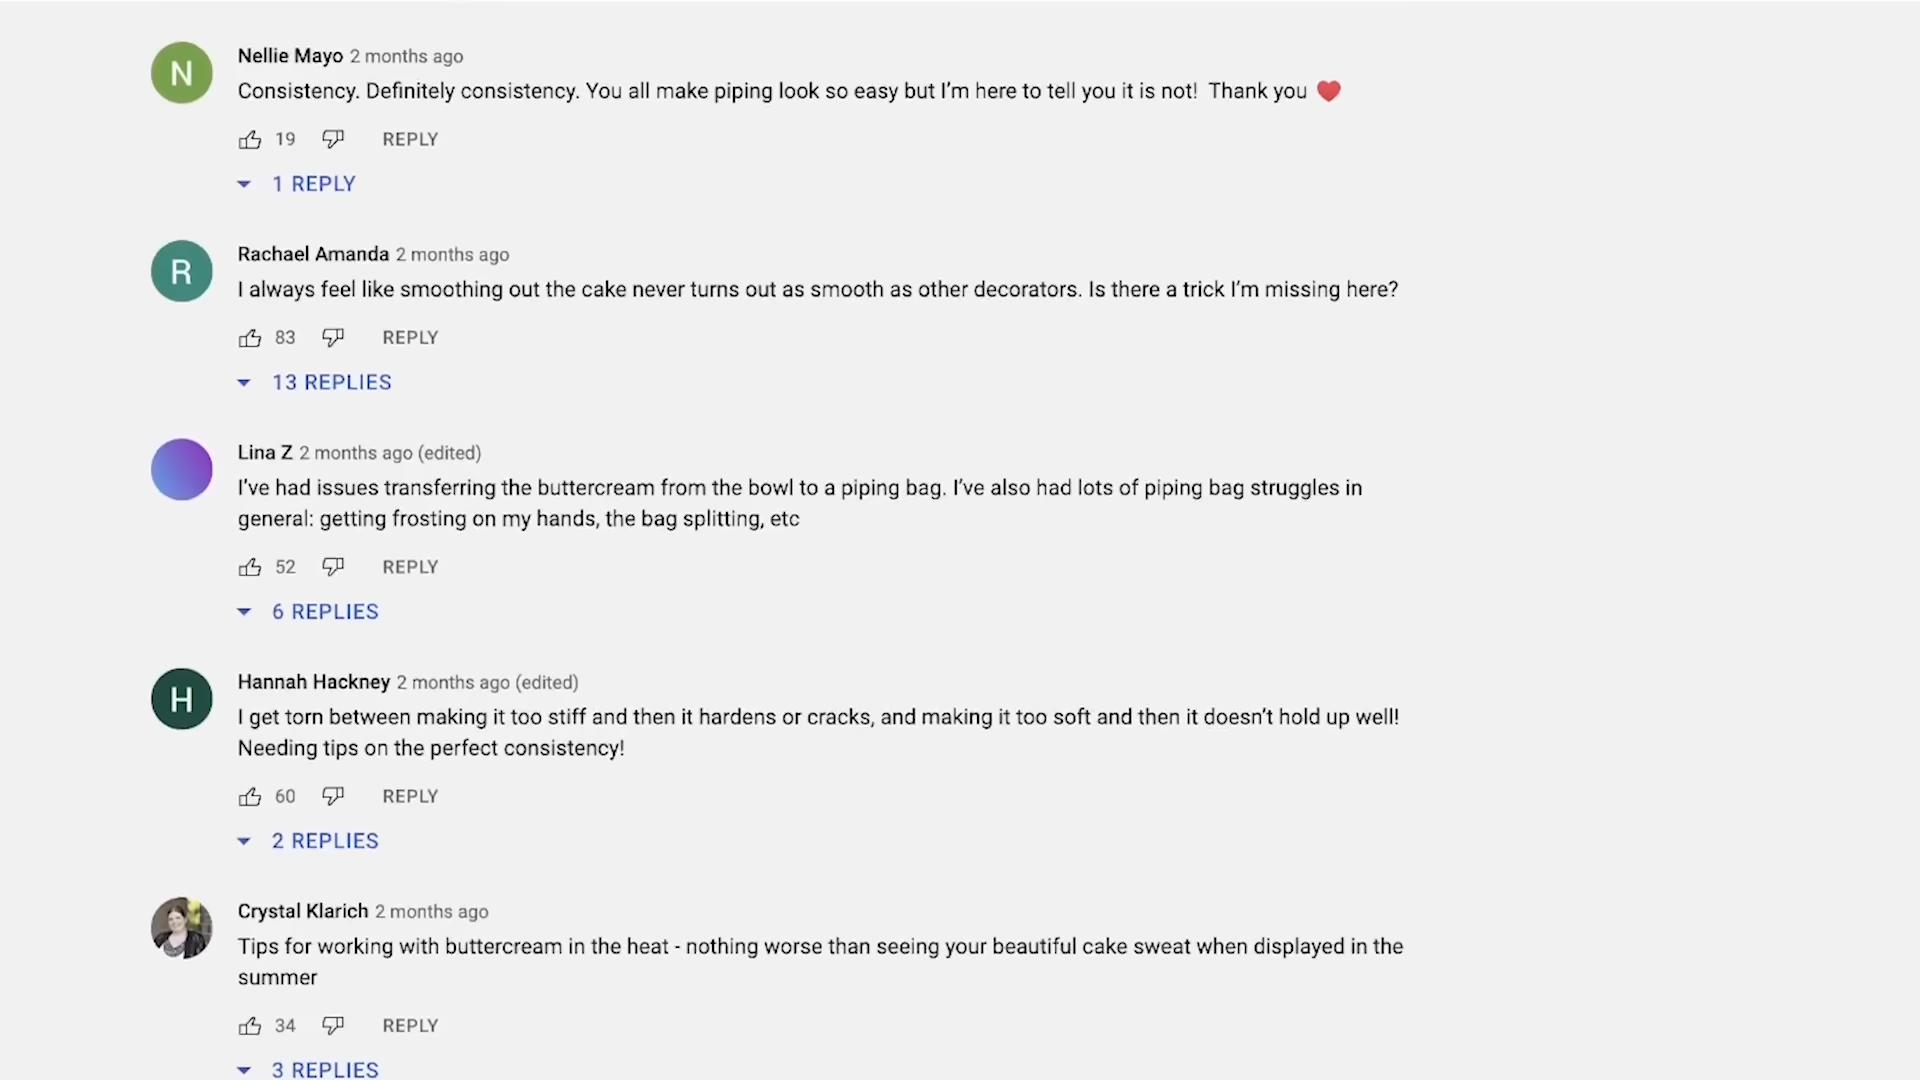 N
Nellie Mayo 2 months ago
Consistency. Definitely consistency. You all make piping look so easy but I'm here to tell you it is not!  Thank you ❤️
19 REPLY
1 REPLY
R
Rachael Amanda 2 months ago
I always feel like smoothing out the cake never turns out as smooth as other decorators. Is there a trick I'm missing here?
83 REPLY
13 REPLIES
Lina Z 2 months ago (edited)
I've had issues transferring the buttercream from the bowl to a piping bag. I've also had lots of piping bag struggles in
general: getting frosting on my hands, the bag splitting, etc
52 REPLY
6 REPLIES
H
Hannah Hackney 2 months ago (edited)
I get torn between making it too stiff and then it hardens or cracks, and making it too soft and then it doesn't hold up well!
Needing tips on the perfect consistency!
60 REPLY
2 REPLIES
Crystal Klarich 2 months ago
Tips for working with buttercream in the heat - nothing worse than seeing your beautiful cake sweat when displayed in the
summer
34 REPLY
3 REPLIES